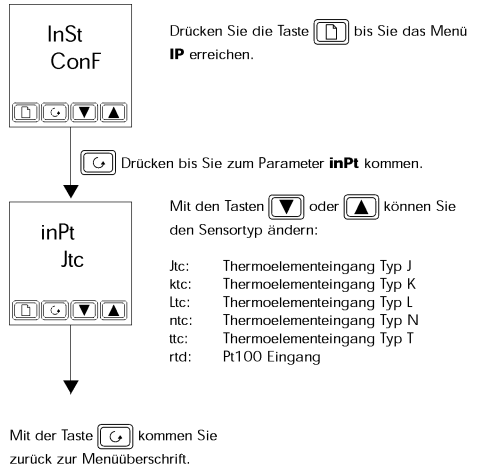 InSt
ConF
Drücken Sie die Taste bis Sie das Menü
IP erreichen.
Drücken bis Sie zum Parameter inPt kommen.
inPt
Jtc
Mit den Tasten oder können Sie
den Sensortyp ändern:
Jtc: Thermoelementeingang Typ J
ktc: Thermoelementeingang Typ K
Ltc: Thermoelementeingang Typ L
ntc: Thermoelementeingang Typ N
ttc: Thermoelementeingang Typ T
rtd: Pt100 Eingang
Mit der Taste kommen Sie
zurück zur Menüüberschrift.